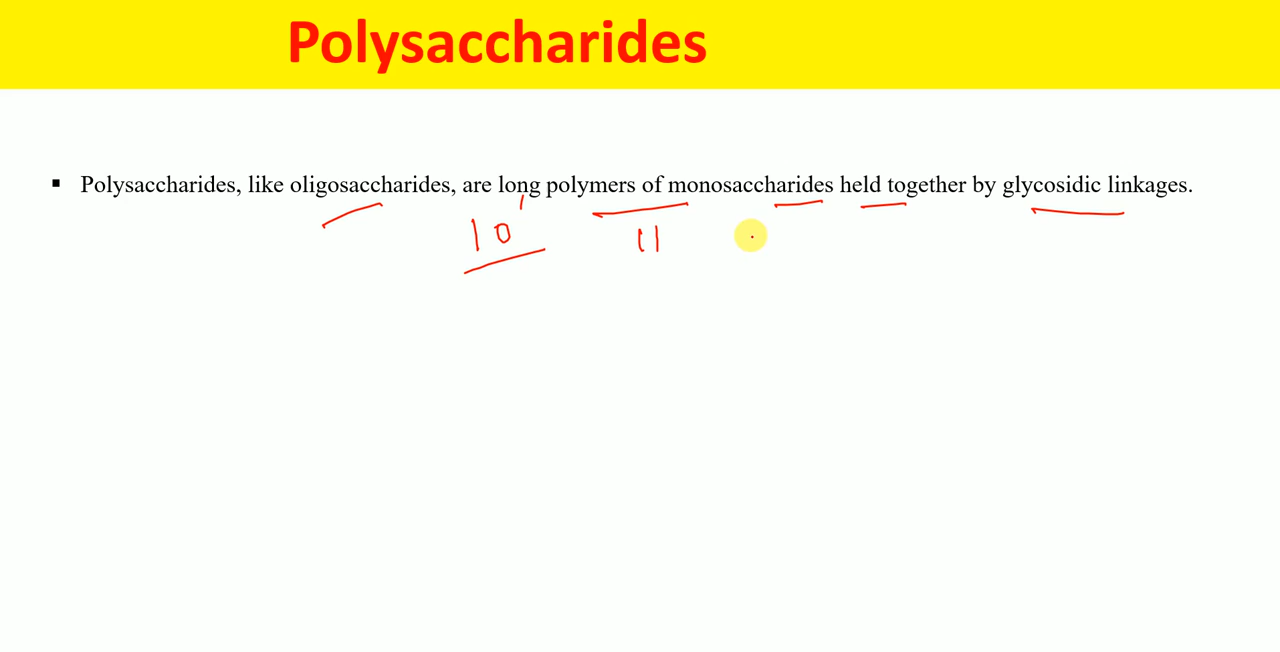 Polysaccharides
▪ Polysaccharides, like oligosaccharides, are long polymers of monosaccharides held together by glycosidic linkages.
10 11